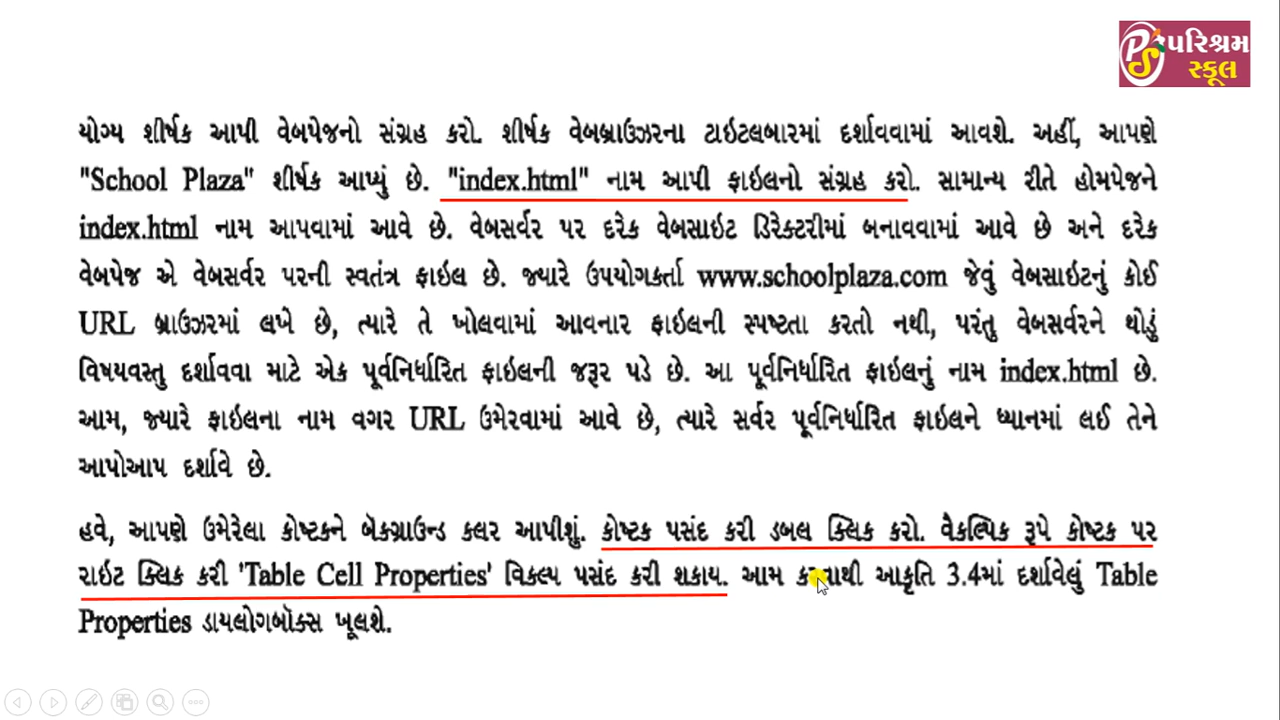 પરિશ્રમ
સ્કૂલ
યોગ્ય શીર્ષક આપી વેબપેજનો સંગ્રહ કરો. શીર્ષક વેબબ્રાઉઝરના ટાઇટલબારમાં દર્શાવવામાં આવશે. અહીં, આપણે
"School Plaza" શીર્ષક આપ્યું છે. "index.html" નામ આપી ફાઇલનો સંગ્રહ કરો. સામાન્ય રીતે હોમપેજને
index.html નામ આપવામાં આવે છે. વેબસર્વર પર દરેક વેબસાઇટ ડિરેક્ટરીમાં બનાવવામાં આવે છે અને દરેક
વેબપેજ એ વેબસર્વર પરની સ્વતંત્ર ફાઇલ છે. જ્યારે ઉપયોગકર્તા www.schoolplaza.com જેવું વેબસાઇટનું કોઈ
URL બ્રાઉઝરમાં લખે છે, ત્યારે તે ખોલવામાં આવનાર ફાઇલની સ્પષ્ટતા કરતો નથી, પરંતુ વેબસર્વરને થોડું
વિષયવસ્તુ દર્શાવવા માટે એક પૂર્વનિર્ધારિત ફાઇલની જરૂર પડે છે. આ પૂર્વનિર્ધારિત ફાઇલનું નામ index.html છે.
આમ, જ્યારે ફાઇલના નામ વગર URL ઉમેરવામાં આવે છે, ત્યારે સર્વર પૂર્વનિર્ધારિત ફાઇલને ધ્યાનમાં લઈ તેને
આપોઆપ દર્શાવે છે.
હવે, આપણે ઉમેરેલા કોષ્ટકને બૅકગ્રાઉન્ડ ક્લર આપીશું. કોષ્ટક પસંદ કરી ડબલ ક્લિક કરો. વૈકલ્પિક રૂપે કોષ્ટક પર
રાઇટ ક્લિક કરી 'Table Cell Properties' વિકલ્પ પસંદ કરી શકાય. આમ કરવાથી આકૃતિ 3.4માં દર્શાવેલું Table
Properties ડાયલોગબૉક્સ ખૂલશે.